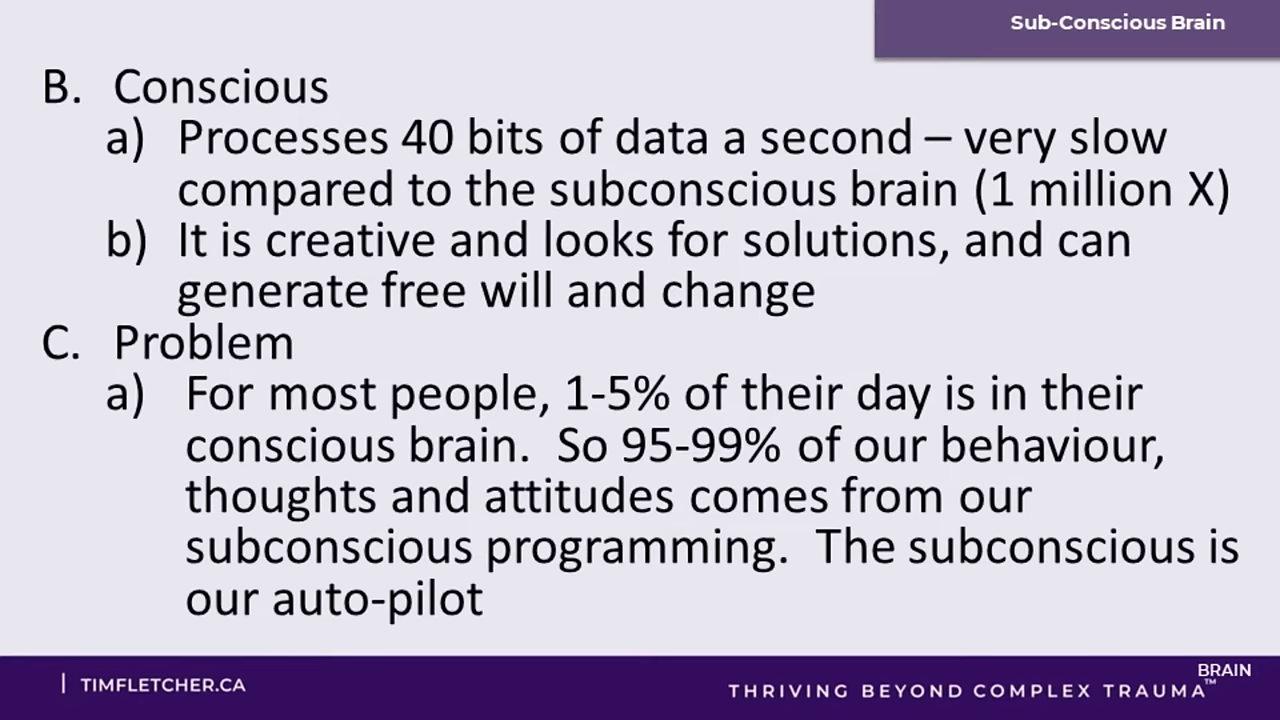 Sub-Conscious Brain
B. Conscious
a) Processes 40 bits of data a second – very slow
compared to the subconscious brain (1 million X)
b) It is creative and looks for solutions, and can
generate free will and change
C. Problem
a) For most people, 1-5% of their day is in their
conscious brain.  So 95-99% of our behaviour,
thoughts and attitudes comes from our
subconscious programming.  The subconscious is
our auto-pilot
| TIMFLETCHER.CA
BRAIN
THRIVING BEYOND COMPLEX TRAUMA™